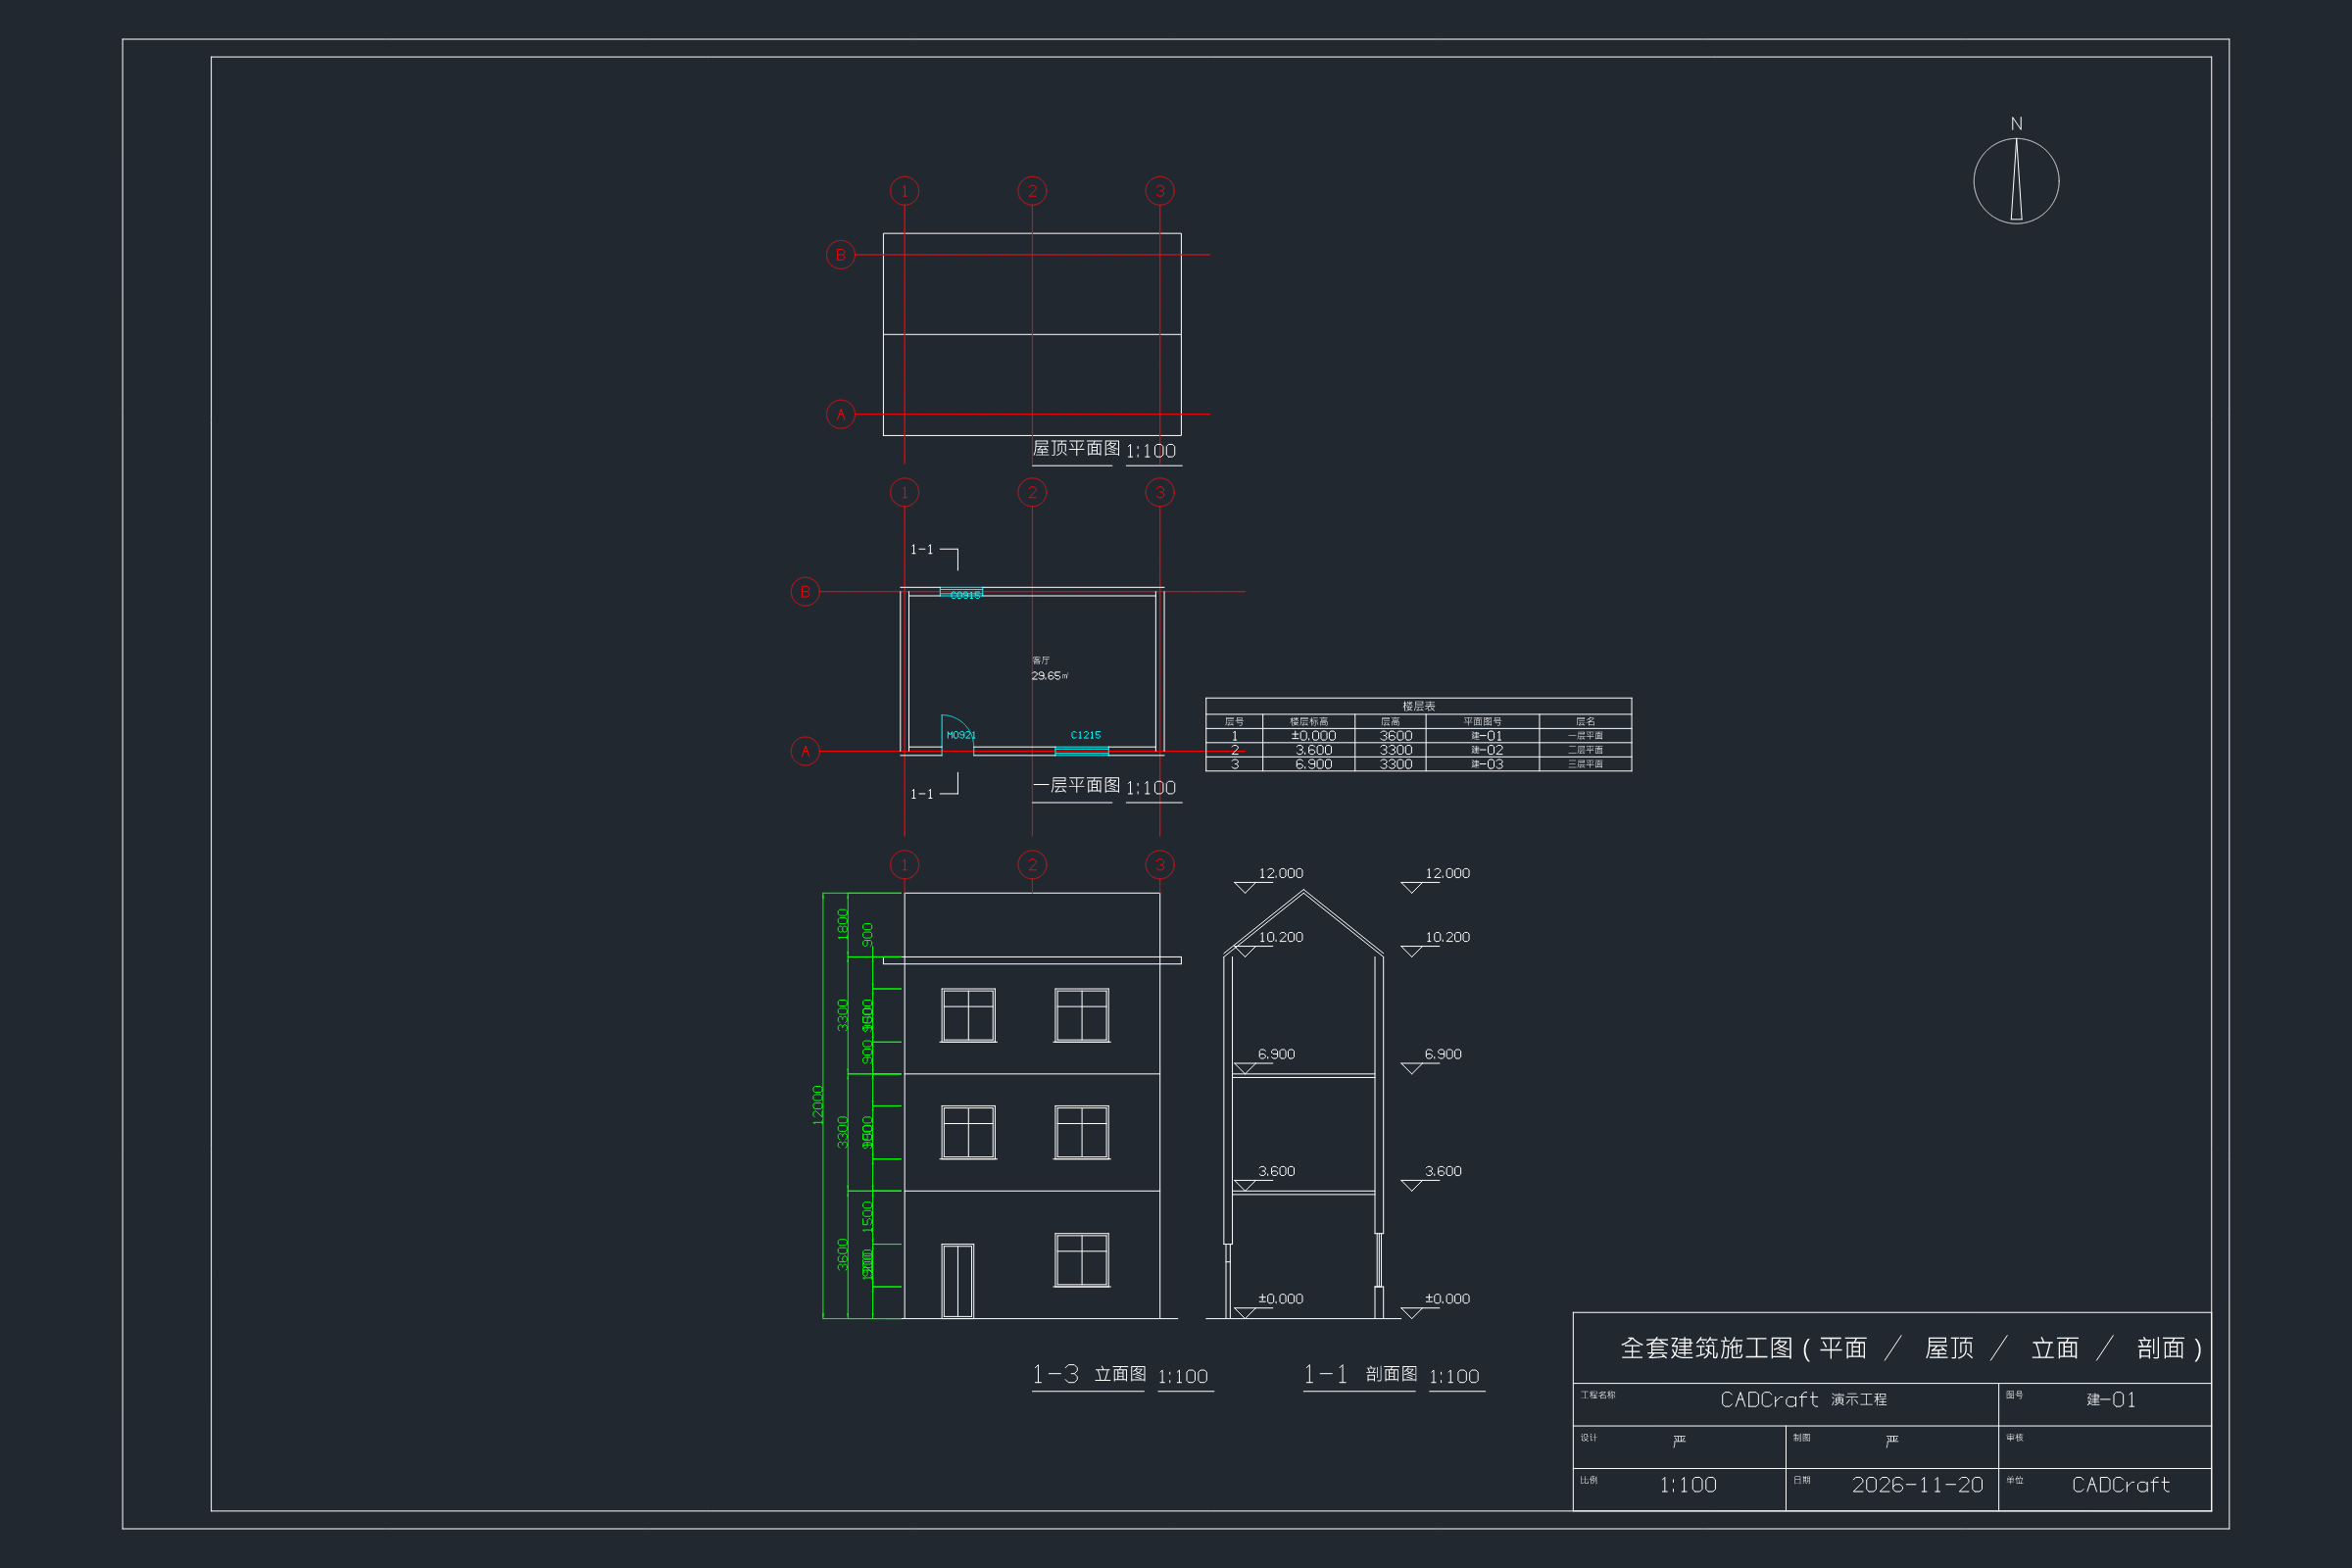 N
1 2 3
B
A
屋顶平面图 1:100
1 2 3
1-1
B
C0915
客厅
29.65㎡
M0921 C1215
A
1-1
一层平面图 1:100
楼层表
层号 楼层标高 层高 平面图号 层名
1 ±0.000 3600 建-01 一层平面
2 3.600 3300 建-02 二层平面
3 6.900 3300 建-03 三层平面
1 2 3
12000
1800
3300
3300
3600
900
900
1500
12.000 12.000
10.200 10.200
6.900 6.900
3.600 3.600
±0.000 ±0.000
1-3 立面图 1:100
1-1 剖面图 1:100
全套建筑施工图(平面 / 屋顶 / 立面 / 剖面)
工程名称 CADCraft 演示工程 图号 建-01
设计 严 制图 严 审核
比例 1:100 日期 2026-11-20 单位 CADCraft